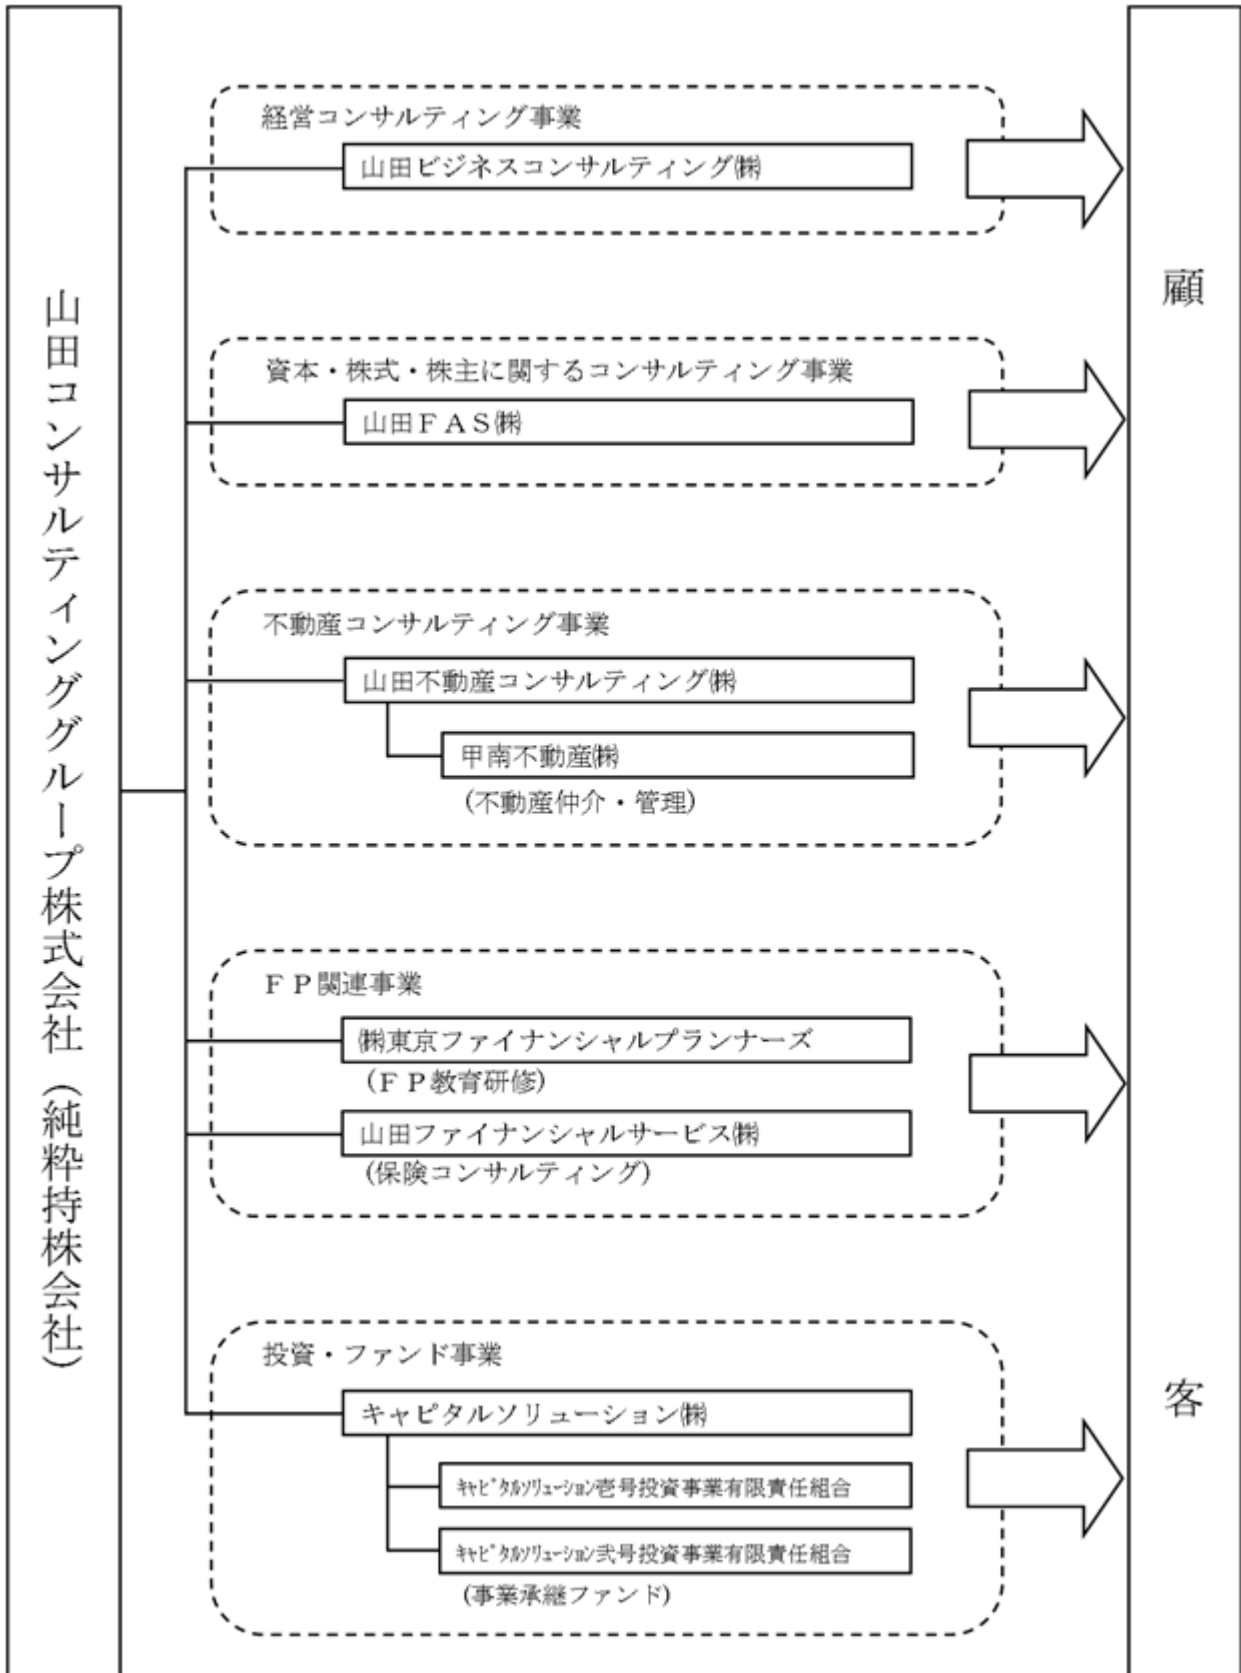 山田コンサルティンググループ株式会社（純粋持株会社）
経営コンサルティング事業
山田ビジネスコンサルティング㈱
資本・株式・株主に関するコンサルティング事業
山田ＦＡＳ㈱
不動産コンサルティング事業
山田不動産コンサルティング㈱
甲南不動産㈱
(不動産仲介・管理)
ＦＰ関連事業
㈱東京ファイナンシャルプランナーズ
(ＦＰ教育研修)
山田ファイナンシャルサービス㈱
(保険コンサルティング)
投資・ファンド事業
キャピタルソリューション㈱
ｷｬﾋﾟﾀﾙｿﾘｭｰｼｮﾝ壱号投資事業有限責任組合
ｷｬﾋﾟﾀﾙｿﾘｭｰｼｮﾝ弐号投資事業有限責任組合
(事業承継ファンド)
顧客